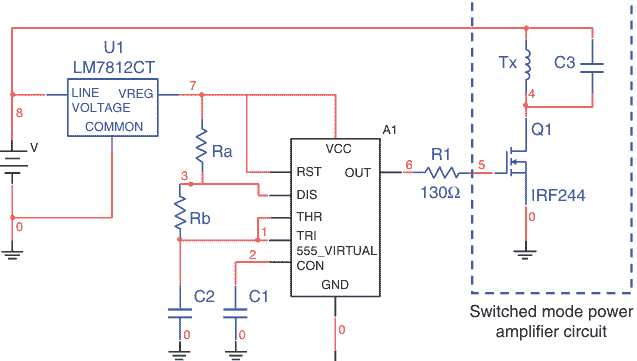 U1
LM7812CT
LINE VREG
VOLTAGE
COMMON
7
8
V
0
Ra
3
Rb
1
2
C2
C1
0
0
A1
VCC
RST
OUT
DIS
THR
TRI
555_VIRTUAL
CON
GND
0
6
R1
130Ω
5
Tx
C3
4
Q1
IRF244
0
Switched mode power
amplifier circuit